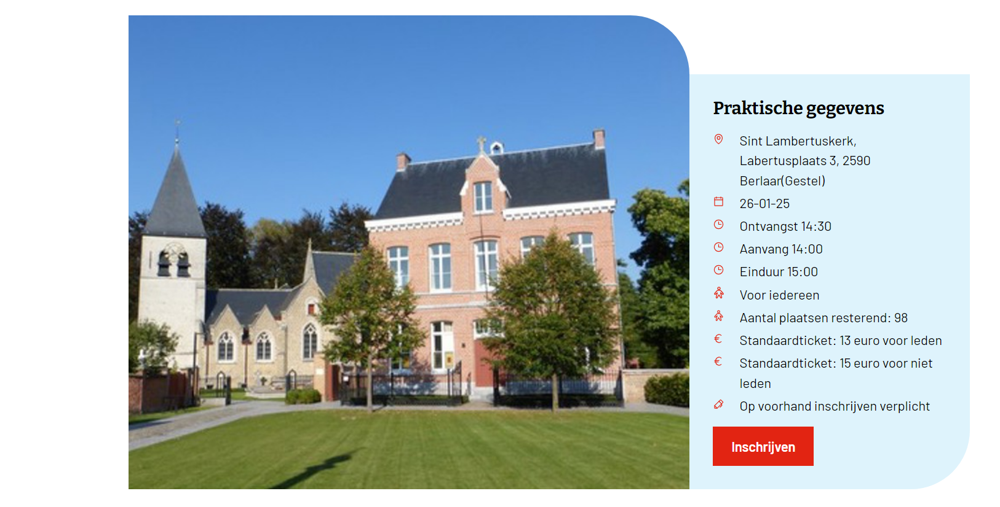 Praktische gegevens
Sint Lambertuskerk,
Labertusplaats 3, 2590
Berlaar(Gestel)
26-01-25
Ontvangst 14:30
Aanvang 14:00
Einduur 15:00
Voor iedereen
Aantal plaatsen resterend: 98
€ Standaardticket: 13 euro voor leden
€ Standaardticket: 15 euro voor niet
leden
Op voorhand inschrijven verplicht
Inschrijven